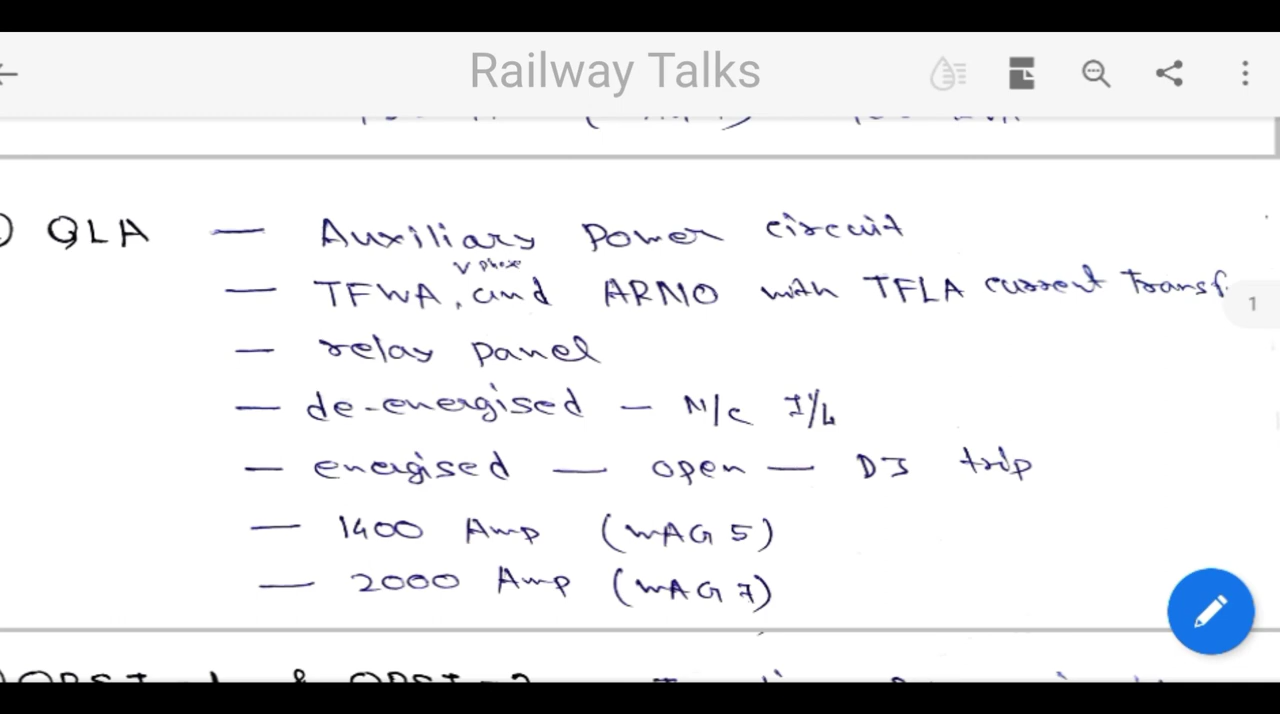 Railway Talks
) QLA — Auxiliary Power circuit
V phase
— TFWA, and ARNO with TFLA current Transf.
1
— relay panel
— de-energised — N/C I/L
— energised — open — DJ trip
— 1400 Amp (WAG 5)
— 2000 Amp (WAG 7)